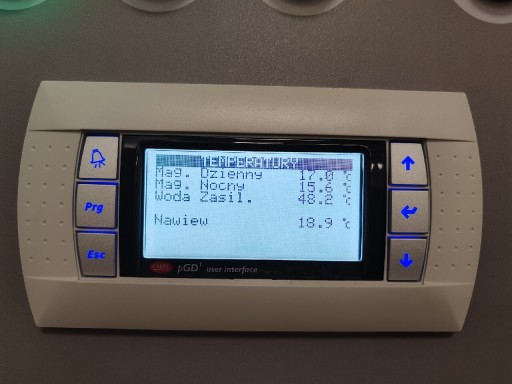 TEMPERATURY
Mag. Dzienny 17.0 °C
Mag. Nocny 15.6 °C
Woda Zasil. 48.2 °C
Nawiew 18.9 °C
Prg
Esc
pGD¹ user interface